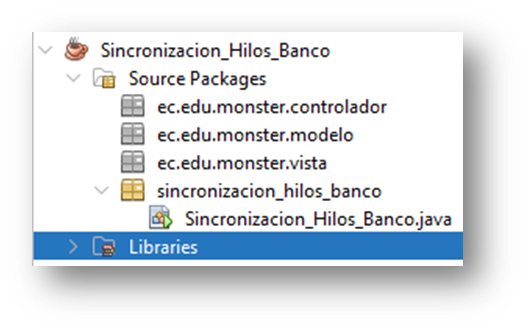 Sincronizacion_Hilos_Banco
Source Packages
ec.edu.monster.controlador
ec.edu.monster.modelo
ec.edu.monster.vista
sincronizacion_hilos_banco
Sincronizacion_Hilos_Banco.java
Libraries